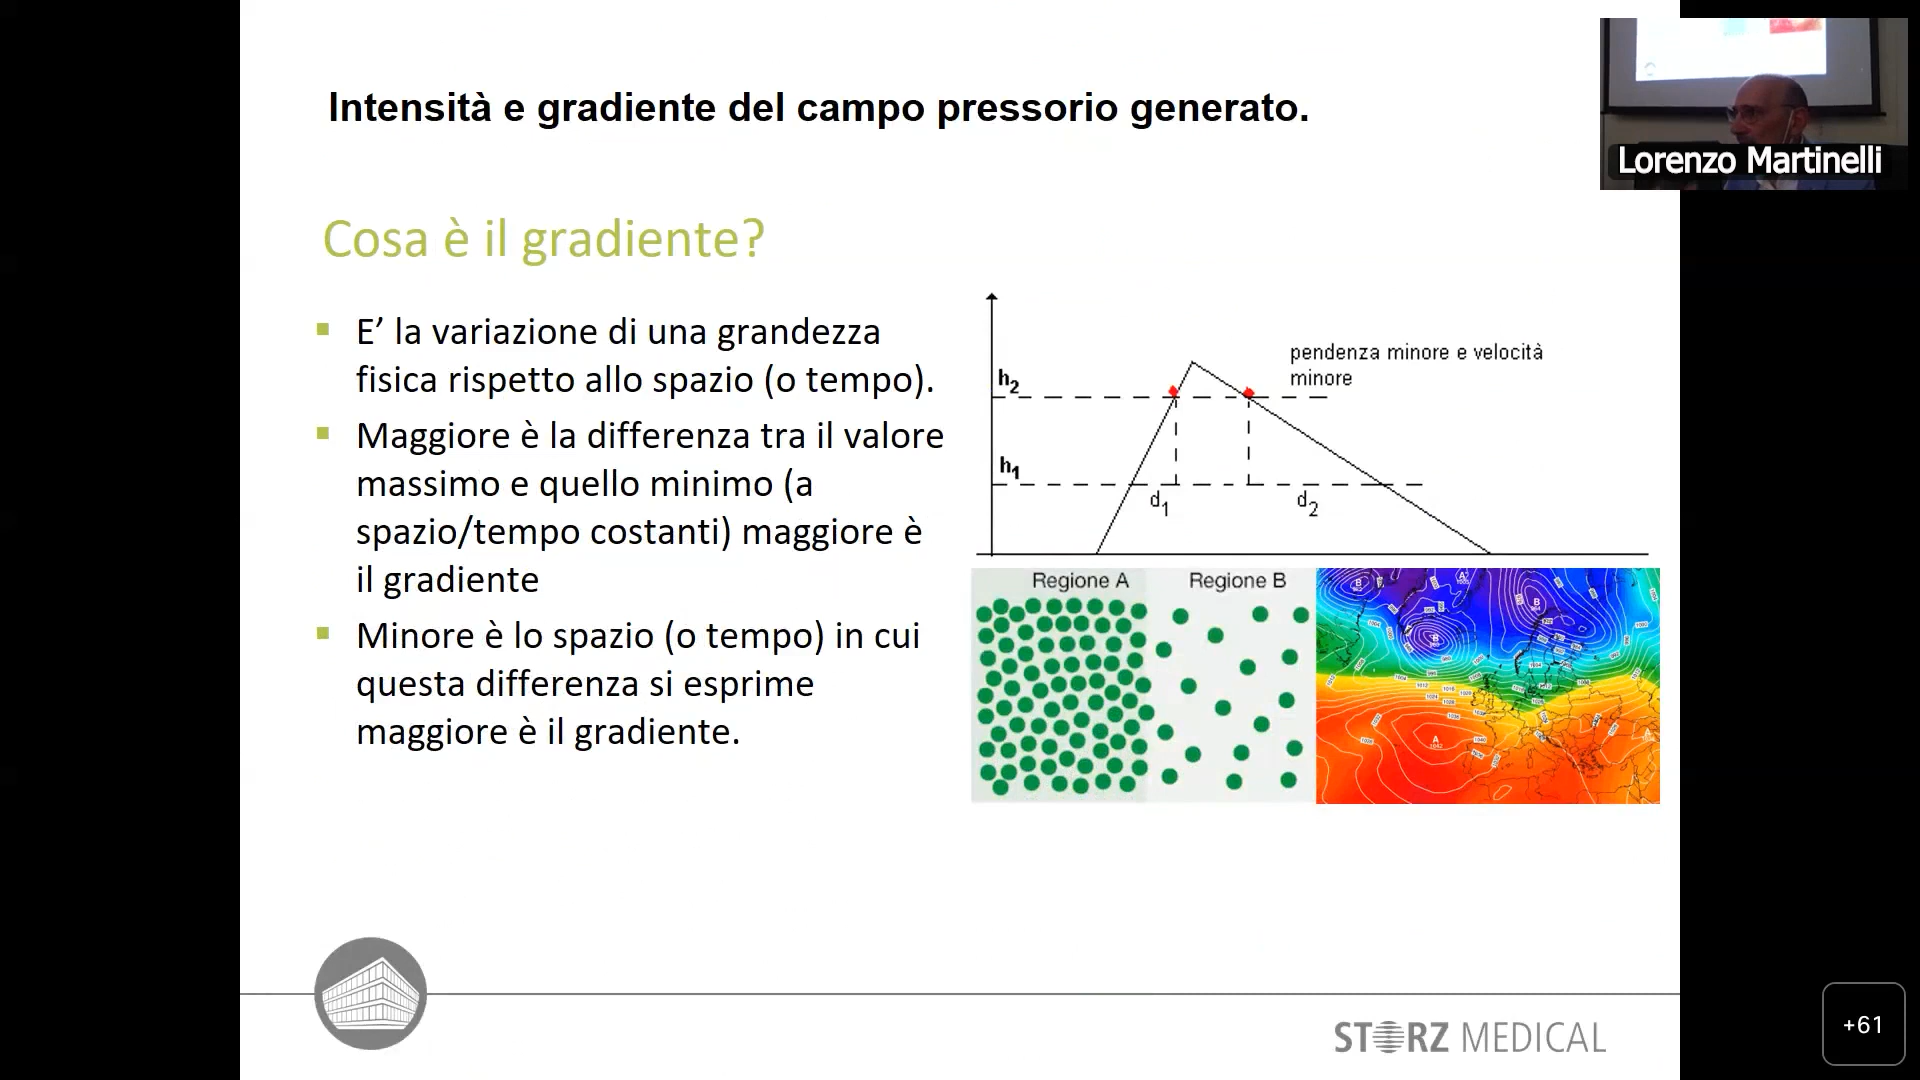 Intensità e gradiente del campo pressorio generato.
Lorenzo Martinelli
Cosa è il gradiente?
E’ la variazione di una grandezza
fisica rispetto allo spazio (o tempo).
Maggiore è la differenza tra il valore
massimo e quello minimo (a
spazio/tempo costanti) maggiore è
il gradiente
Minore è lo spazio (o tempo) in cui
questa differenza si esprime
maggiore è il gradiente.
pendenza minore e velocità
minore
h2
h1
d1
d2
Regione A
Regione B
STORZ MEDICAL
+61